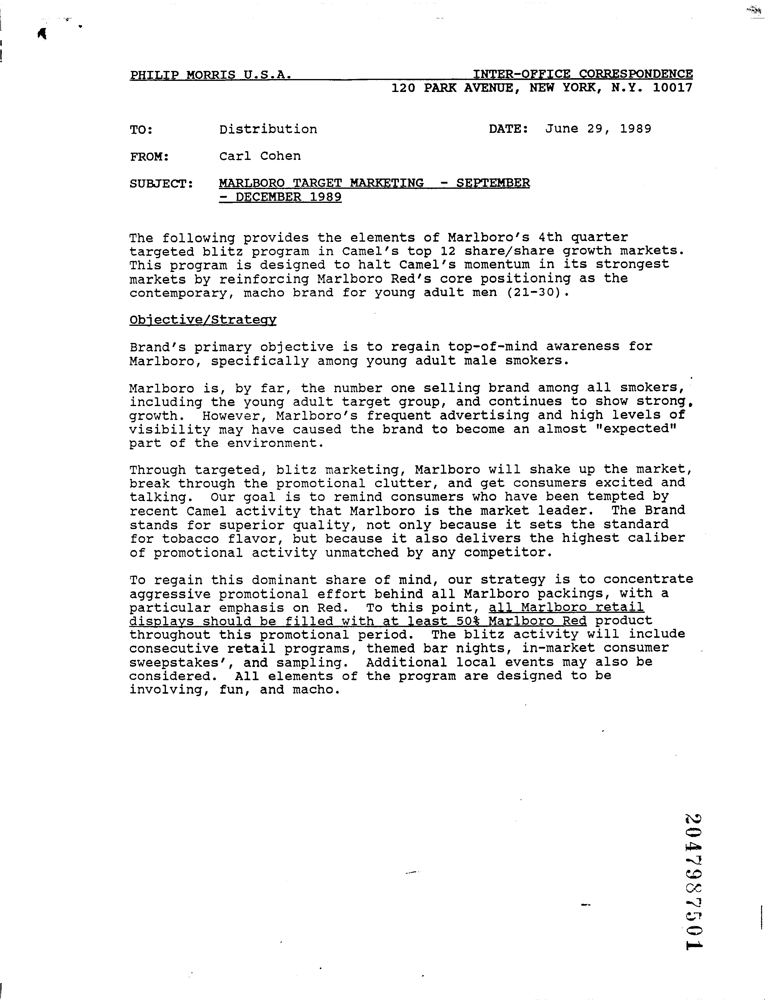 PHILIP MORRIS U.S.A. INTER-OFFICE CORRESPONDENCE
120 PARK AVENUE, NEW YORK, N.Y. 10017
TO: Distribution DATE: June 29, 1989
FROM: Carl Cohen
SUBJECT: MARLBORO TARGET MARKETING - SEPTEMBER
- DECEMBER 1989
The following provides the elements of Marlboro's 4th quarter
targeted blitz program in Camel's top 12 share/share growth markets.
This program is designed to halt Camel's momentum in its strongest
markets by reinforcing Marlboro Red's core positioning as the
contemporary, macho brand for young adult men (21-30).
Objective/Strategy
Brand's primary objective is to regain top-of-mind awareness for
Marlboro, specifically among young adult male smokers.
Marlboro is, by far, the number one selling brand among all smokers,
including the young adult target group, and continues to show strong
growth. However, Marlboro's frequent advertising and high levels of
visibility may have caused the brand to become an almost "expected"
part of the environment.
Through targeted, blitz marketing, Marlboro will shake up the market,
break through the promotional clutter, and get consumers excited and
talking. Our goal is to remind consumers who have been tempted by
recent Camel activity that Marlboro is the market leader. The Brand
stands for superior quality, not only because it sets the standard
for tobacco flavor, but because it also delivers the highest caliber
of promotional activity unmatched by any competitor.
To regain this dominant share of mind, our strategy is to concentrate
aggressive promotional effort behind all Marlboro packings, with a
particular emphasis on Red. To this point, all Marlboro retail
displays should be filled with at least 50% Marlboro Red product
throughout this promotional period. The blitz activity will include
consecutive retail programs, themed bar nights, in-market consumer
sweepstakes', and sampling. Additional local events may also be
considered. All elements of the program are designed to be
involving, fun, and macho.
2047987501